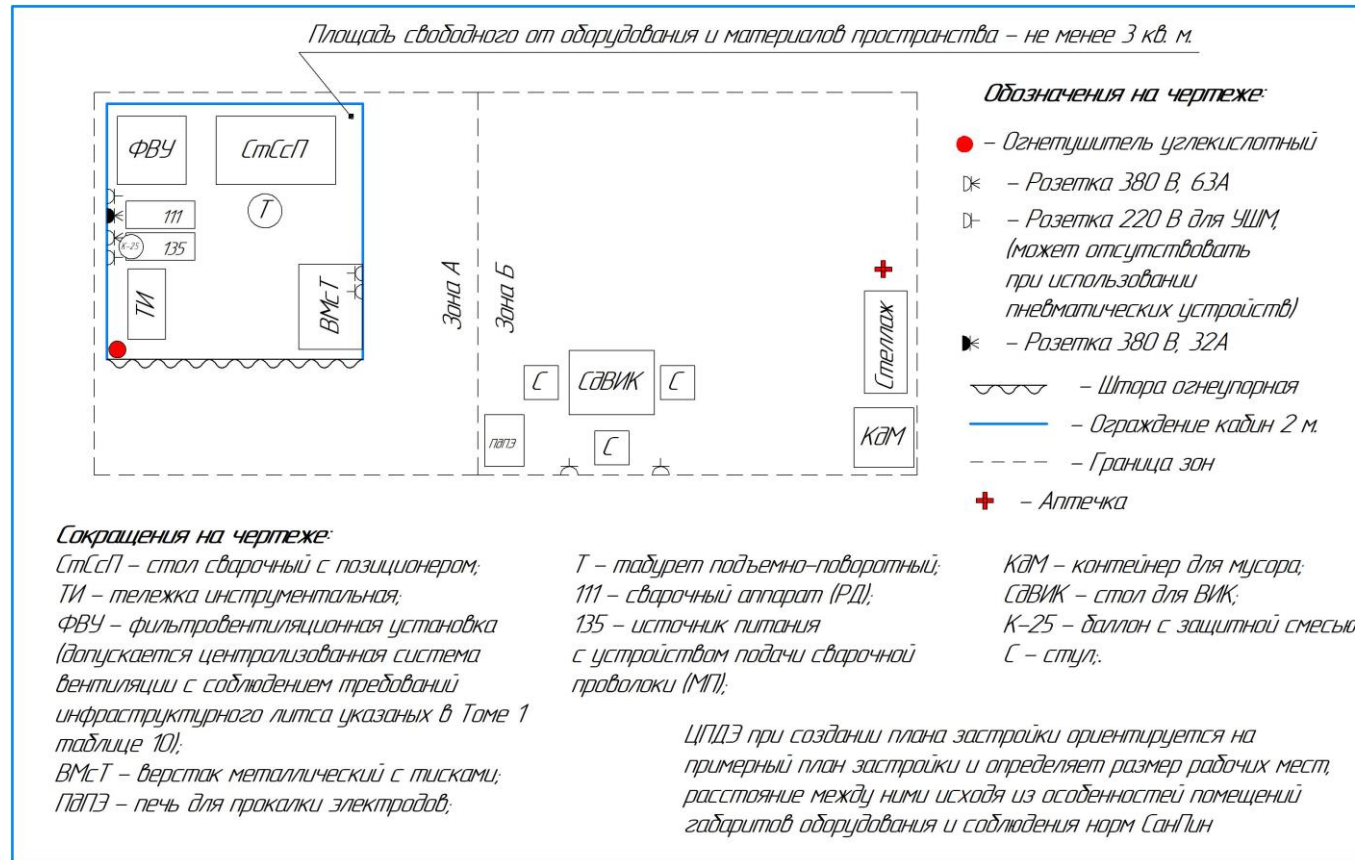 Площадь свободного от оборудования и материалов пространства – не менее 3 кв. м.
ФВУ
СтСсП
Т
111
К-25
135
ТИ
ВМсТ
Зона А
Зона Б
С
СдВИК
С
С
ПдПЭ
Стеллаж
КдМ
Обозначения на чертеже:
– Огнетушитель углекислотный
– Розетка 380 В, 63А
– Розетка 220 В для УШМ,
(может отсутствовать
при использовании
пневматических устройств)
– Розетка 380 В, 32А
– Штора огнеупорная
– Ограждение кабин 2 м.
– Граница зон
– Аптечка
Сокращения на чертеже:
СтСсП – стол сварочный с позиционером;
ТИ – тележка инструментальная;
ФВУ – фильтровентиляционная установка
(допускается централизованная система
вентиляции с соблюдением требований
инфраструктурного литса указаных в Томе 1
таблице 10);
ВМсТ – верстак металлический с тисками;
ПдПЭ – печь для прокалки электродов;
Т – табурет подъемно-поворотный;
111 – сварочный аппарат (РД);
135 – источник питания
с устройством подачи сварочной
проволоки (МП);
КдМ – контейнер для мусора;
СдВИК – стол для ВИК;
К-25 – баллон с защитной смесью
С – стул;.
ЦПДЭ при создании плана застройки ориентируется на
примерный план застройки и определяет размер рабочих мест,
расстояние между ними исходя из особенностей помещений
габаритов оборудования и соблюдения норм СанПин